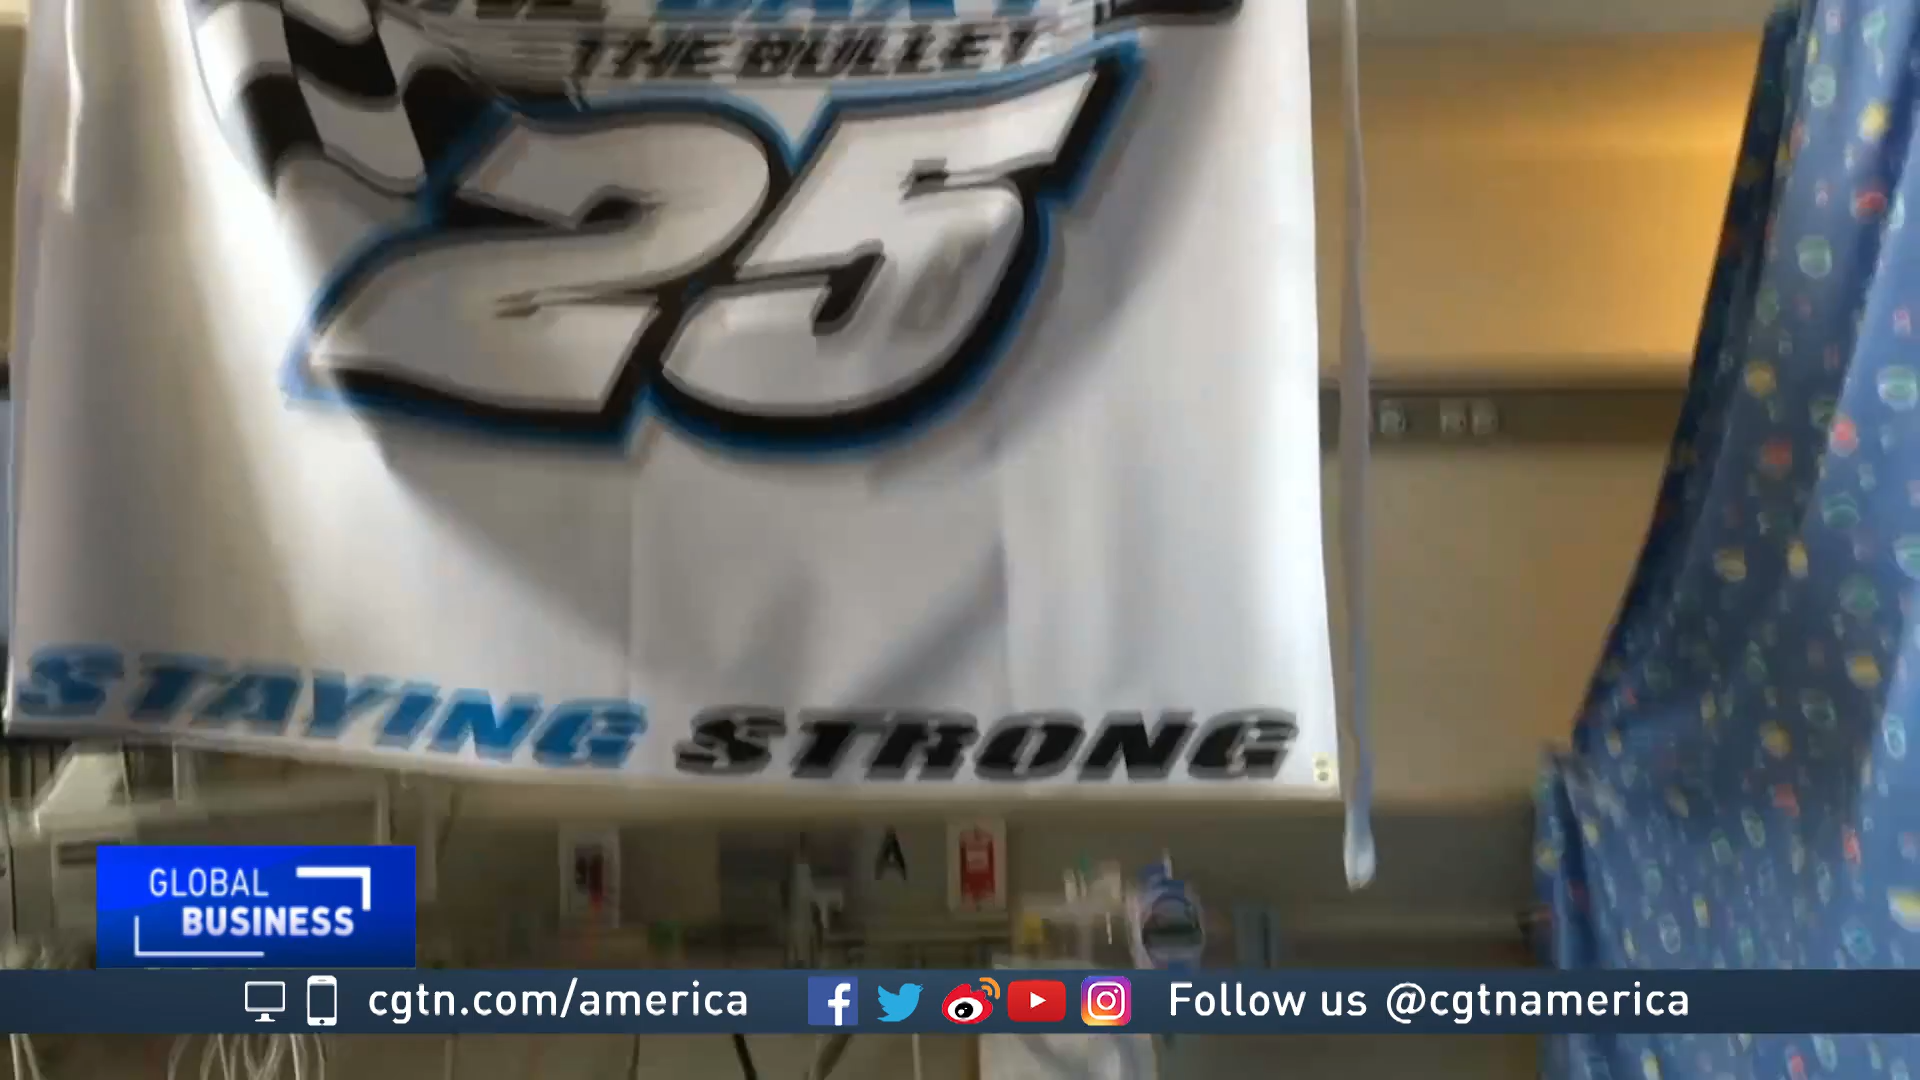 THE BULLET
25
STAYING STRONG
A
GLOBAL
BUSINESS
cgtn.com/america
Follow us @cgtnamerica